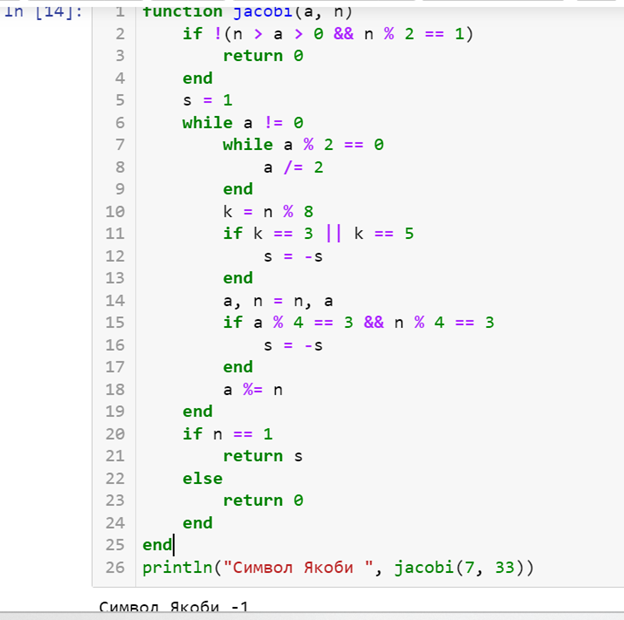 In [14]:
1 function jacobi(a, n)
2 if !(n > a > 0 && n % 2 == 1)
3 return 0
4 end
5 s = 1
6 while a != 0
7 while a % 2 == 0
8 a /= 2
9 end
10 k = n % 8
11 if k == 3 || k == 5
12 s = -s
13 end
14 a, n = n, a
15 if a % 4 == 3 && n % 4 == 3
16 s = -s
17 end
18 a %= n
19 end
20 if n == 1
21 return s
22 else
23 return 0
24 end
25 end
26 println("Символ Якоби ", jacobi(7, 33))
Символ Якоби -1